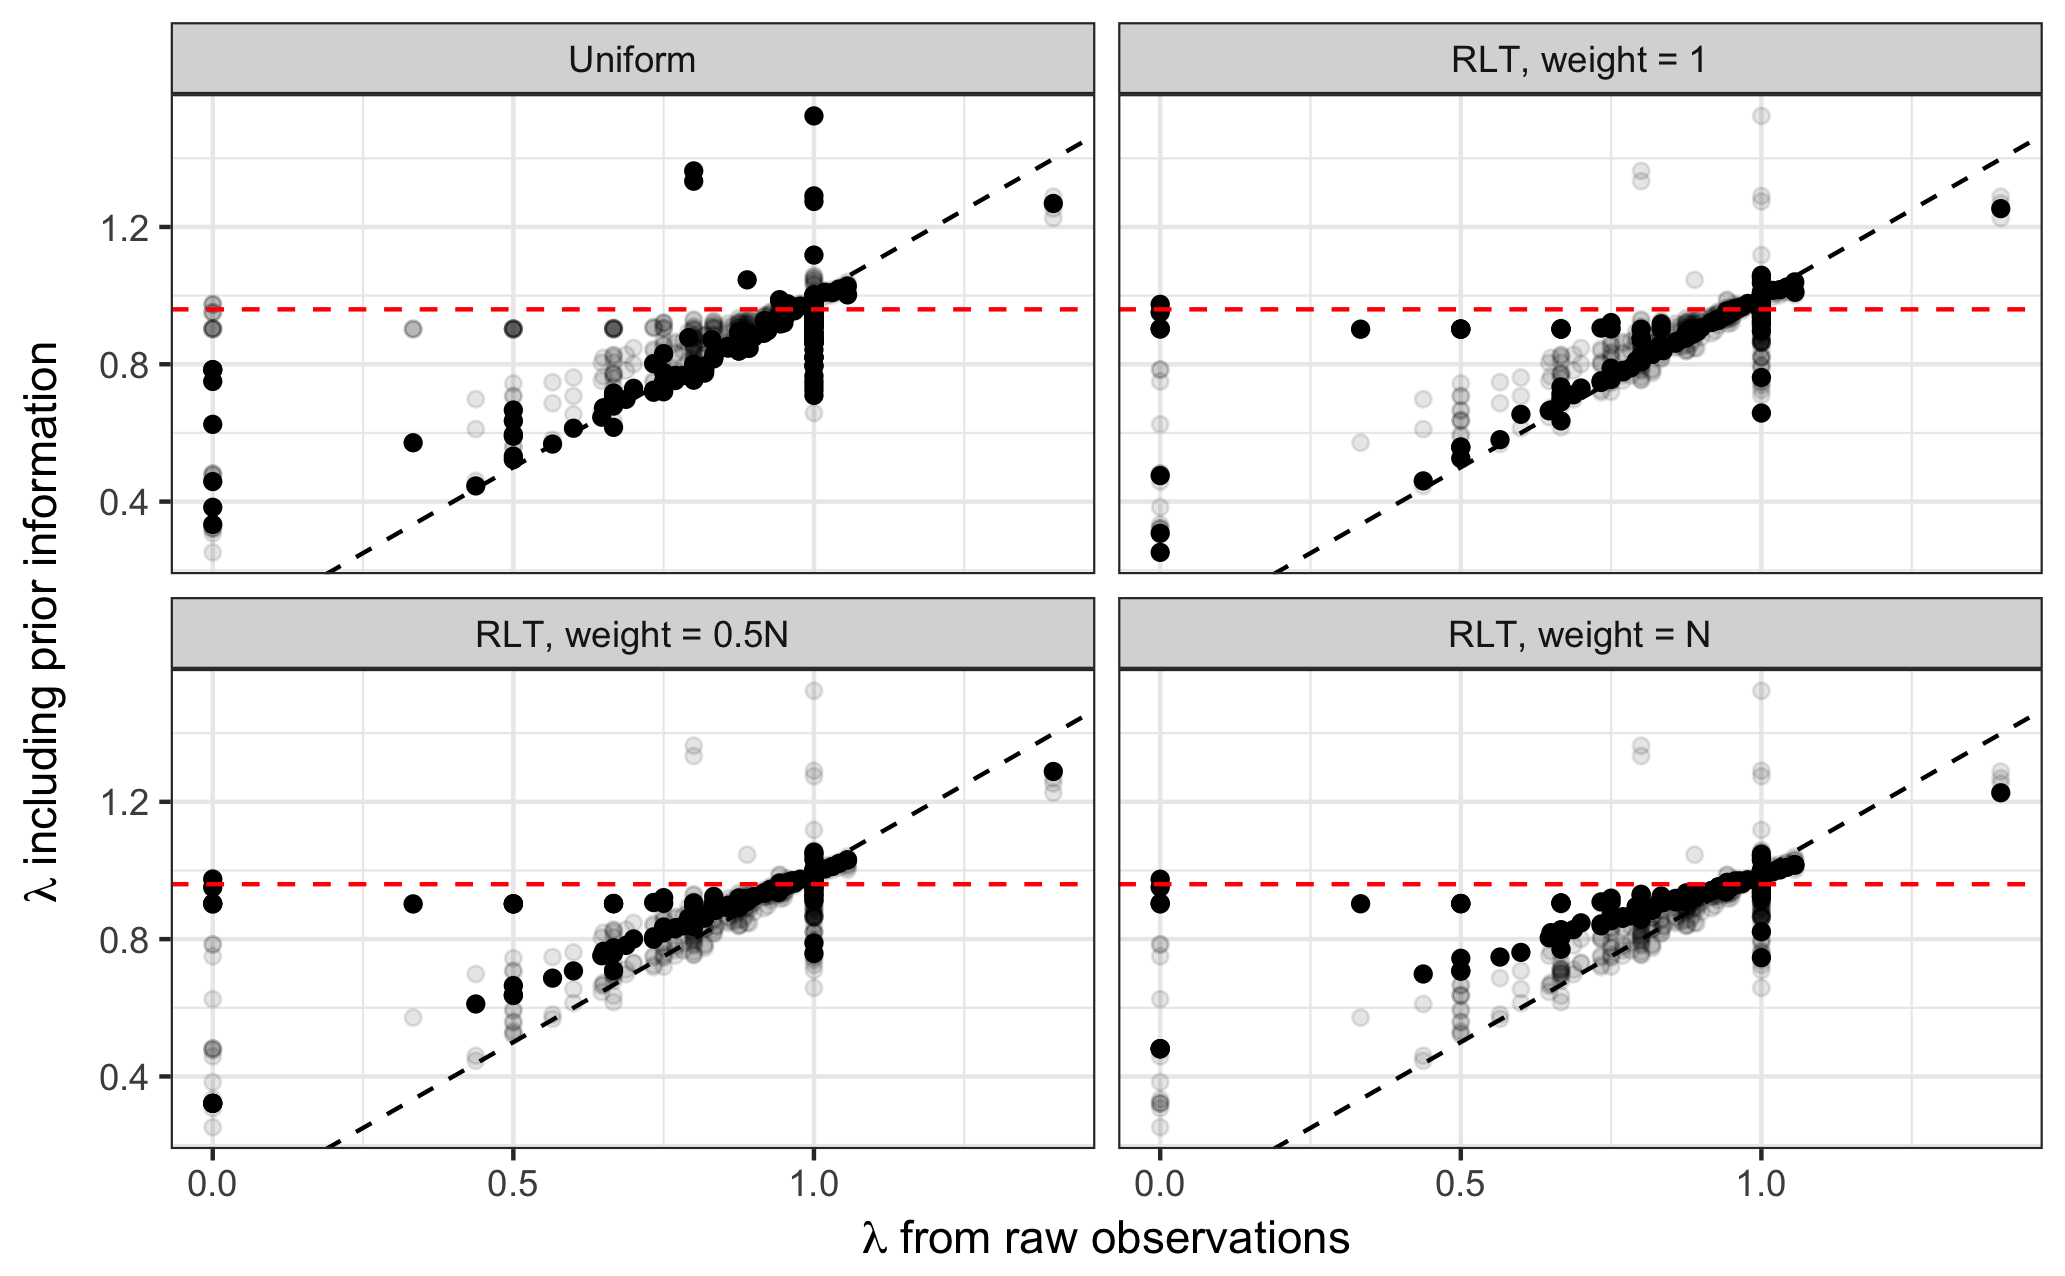 Uniform
RLT, weight = 1
1.2
0.8
0.4
RLT, weight = 0.5N
RLT, weight = N
1.2
0.8
0.4
0.0 0.5 1.0
0.0 0.5 1.0
λ from raw observations
λ including prior information